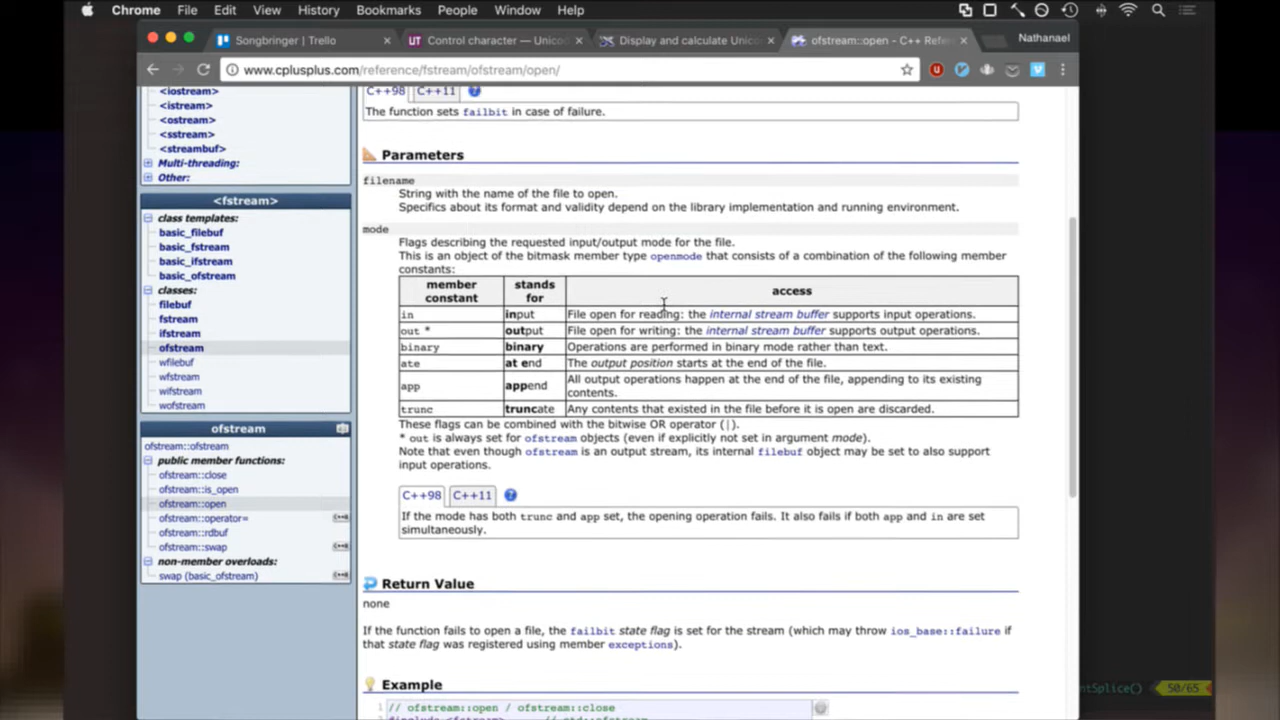 Chrome File Edit View History Bookmarks People Window Help
Songbringer | Trello
Control character — Unico
Display and calculate Unic
ofstream::open - C++ Refe
Nathanael
www.cplusplus.com/reference/fstream/ofstream/open/
<iostream>
<istream>
<ostream>
<sstream>
<streambuf>
Multi-threading:
Other:
<fstream>
class templates:
basic_filebuf
basic_fstream
basic_ifstream
basic_ofstream
classes:
filebuf
fstream
ifstream
ofstream
wfilebuf
wfstream
wifstream
wofstream
ofstream
ofstream::ofstream
public member functions:
ofstream::close
ofstream::is_open
ofstream::open
ofstream::operator=
ofstream::rdbuf
ofstream::swap
non-member overloads:
swap (basic_ofstream)
C++98 C++11
The function sets failbit in case of failure.
Parameters
filename
String with the name of the file to open.
Specifics about its format and validity depend on the library implementation and running environment.
mode
Flags describing the requested input/output mode for the file.
This is an object of the bitmask member type openmode that consists of a combination of the following member
constants:
member constant stands for access
in input File open for reading: the internal stream buffer supports input operations.
out * output File open for writing: the internal stream buffer supports output operations.
binary binary Operations are performed in binary mode rather than text.
ate at end The output position starts at the end of the file.
app append All output operations happen at the end of the file, appending to its existing
contents.
trunc truncate Any contents that existed in the file before it is open are discarded.
These flags can be combined with the bitwise OR operator (|).
* out is always set for ofstream objects (even if explicitly not set in argument mode).
Note that even though ofstream is an output stream, its internal filebuf object may be set to also support
input operations.
C++98 C++11
If the mode has both trunc and app set, the opening operation fails. It also fails if both app and in are set
simultaneously.
Return Value
none
If the function fails to open a file, the failbit state flag is set for the stream (which may throw ios_base::failure if
that state flag was registered using member exceptions).
Example
1 // ofstream::open / ofstream::close
ntSplice() 50/65